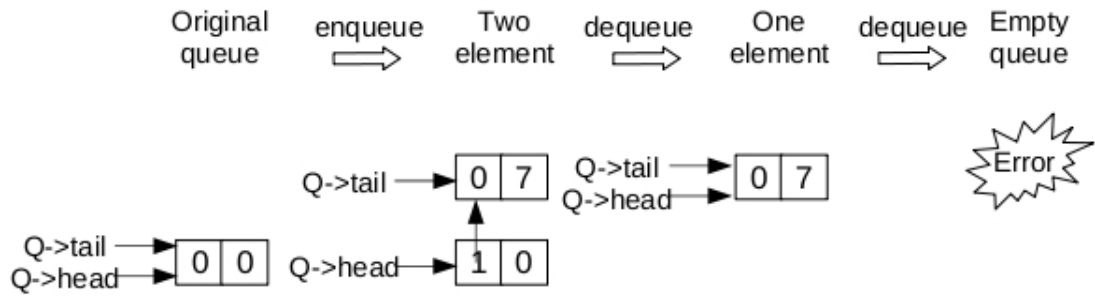 Original queue
enqueue
Two element
dequeue
One element
dequeue
Empty queue
Q->tail
0 7
Q->tail
Q->head
0 7
Error
Q->tail
Q->head
0 0
Q->head
1 0